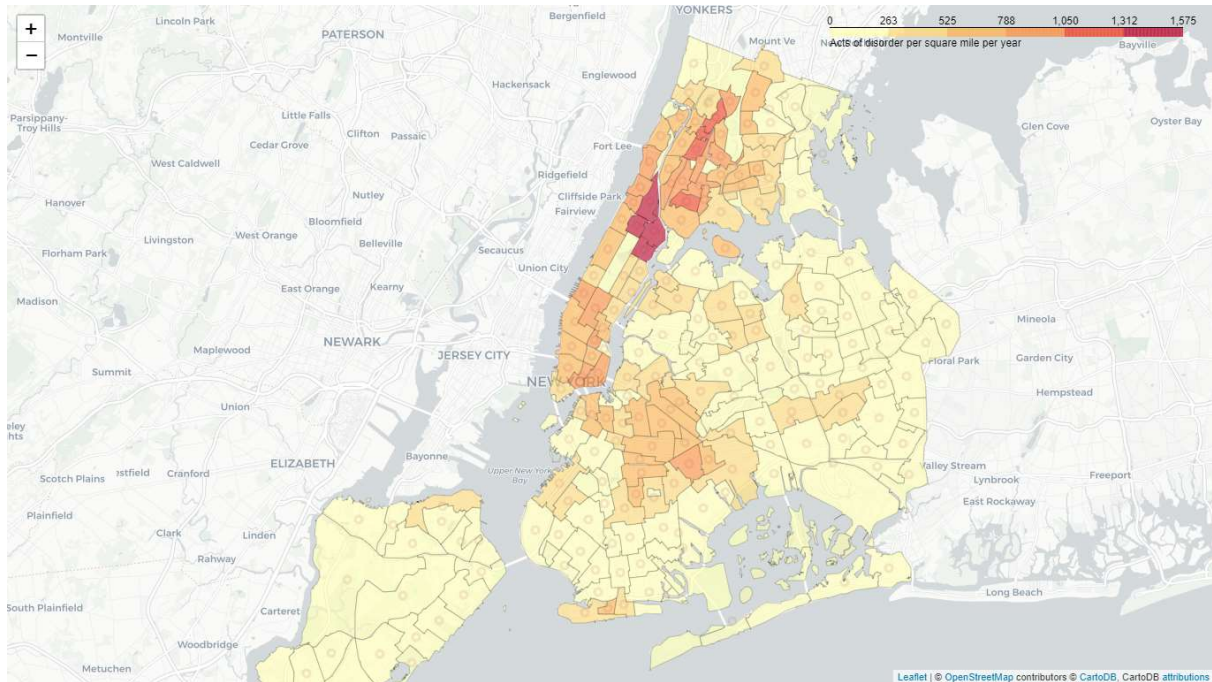 +
−
0 263 525 788 1,050 1,312 1,575
Acts of disorder per square mile per year
YONKERS
Bergenfield
Lincoln Park
Montville
PATERSON
Mount Ve
Bayville
Englewood
Hackensack
Parsippany-
Troy Hills
Little Falls
Clifton
Passaic
Glen Cove
Oyster Bay
Cedar Grove
Fort Lee
West Caldwell
Ridgefield
Nutley
Cliffside Park
Hanover
Fairview
Bloomfield
Livingston
West Orange
Belleville
Secaucus
Florham Park
Union City
East Orange
Kearny
Madison
Mineola
NEWARK
Maplewood
JERSEY CITY
Floral Park
Garden City
Summit
NEW YORK
Hempstead
Union
eley
hts
ELIZABETH
Bayonne
Upper New York
Bay
Valley Stream
Scotch Plains
stfield
Cranford
Lynbrook
Freeport
East Rockaway
Plainfield
Clark
Linden
Rahway
Long Beach
South Plainfield
Carteret
Woodbridge
Metuchen
Leaflet | © OpenStreetMap contributors © CartoDB, CartoDB attributions